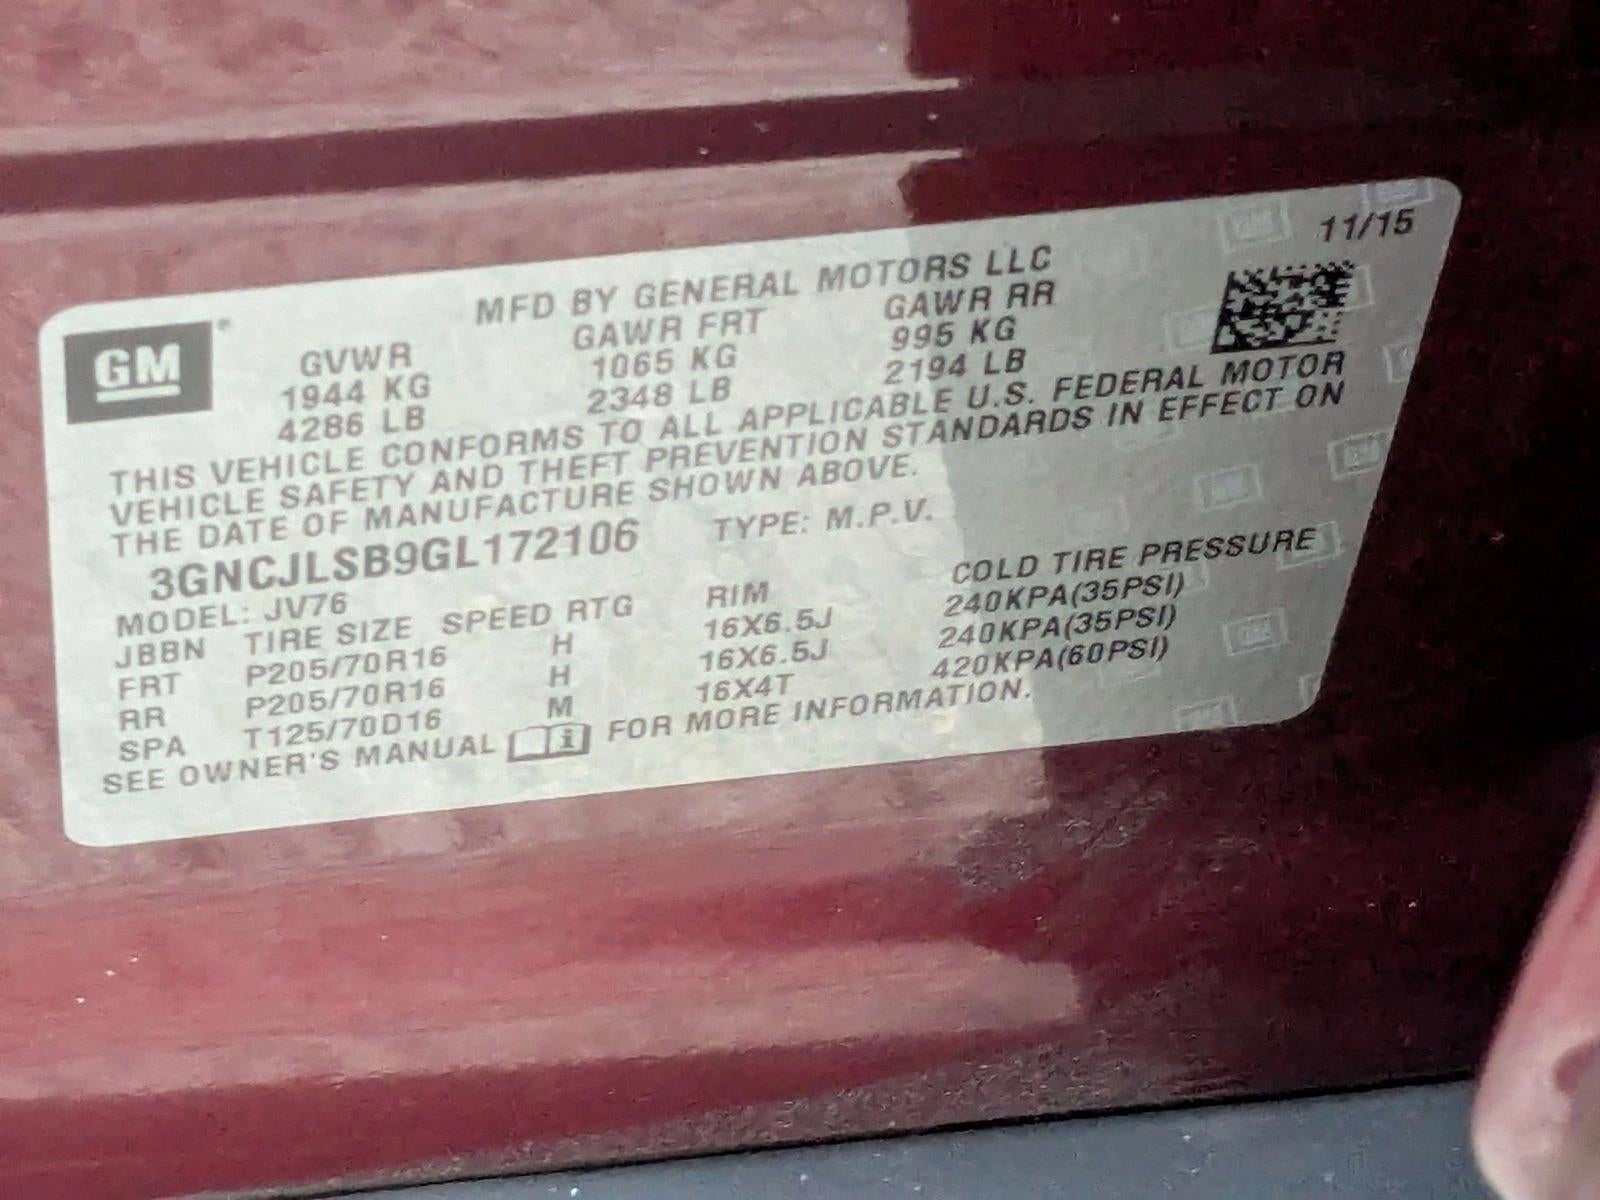 11/15
GM
MFD BY GENERAL MOTORS LLC
GVWR GAWR FRT GAWR RR
1944 KG 1065 KG 995 KG
4286 LB 2348 LB 2194 LB
THIS VEHICLE CONFORMS TO ALL APPLICABLE U.S. FEDERAL MOTOR
VEHICLE SAFETY AND THEFT PREVENTION STANDARDS IN EFFECT ON
THE DATE OF MANUFACTURE SHOWN ABOVE.
3GNCJLSB9GL172106 TYPE: M.P.V.
MODEL: JV76
JBBN TIRE SIZE SPEED RTG RIM COLD TIRE PRESSURE
FRT P205/70R16 H 16X6.5J 240KPA(35PSI)
RR P205/70R16 H 16X6.5J 240KPA(35PSI)
SPA T125/70D16 M 16X4T 420KPA(60PSI)
SEE OWNER'S MANUAL i FOR MORE INFORMATION.